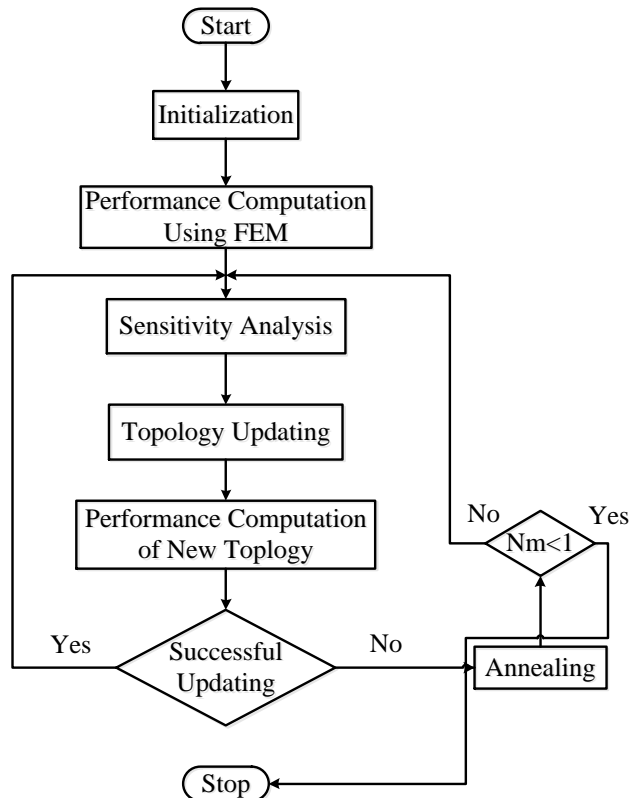 Start
Initialization
Performance Computation
Using FEM
Sensitivity Analysis
Topology Updating
Performance Computation
of New Toplogy
No
Yes
Nm<1
Yes
Successful
Updating
No
Annealing
Stop